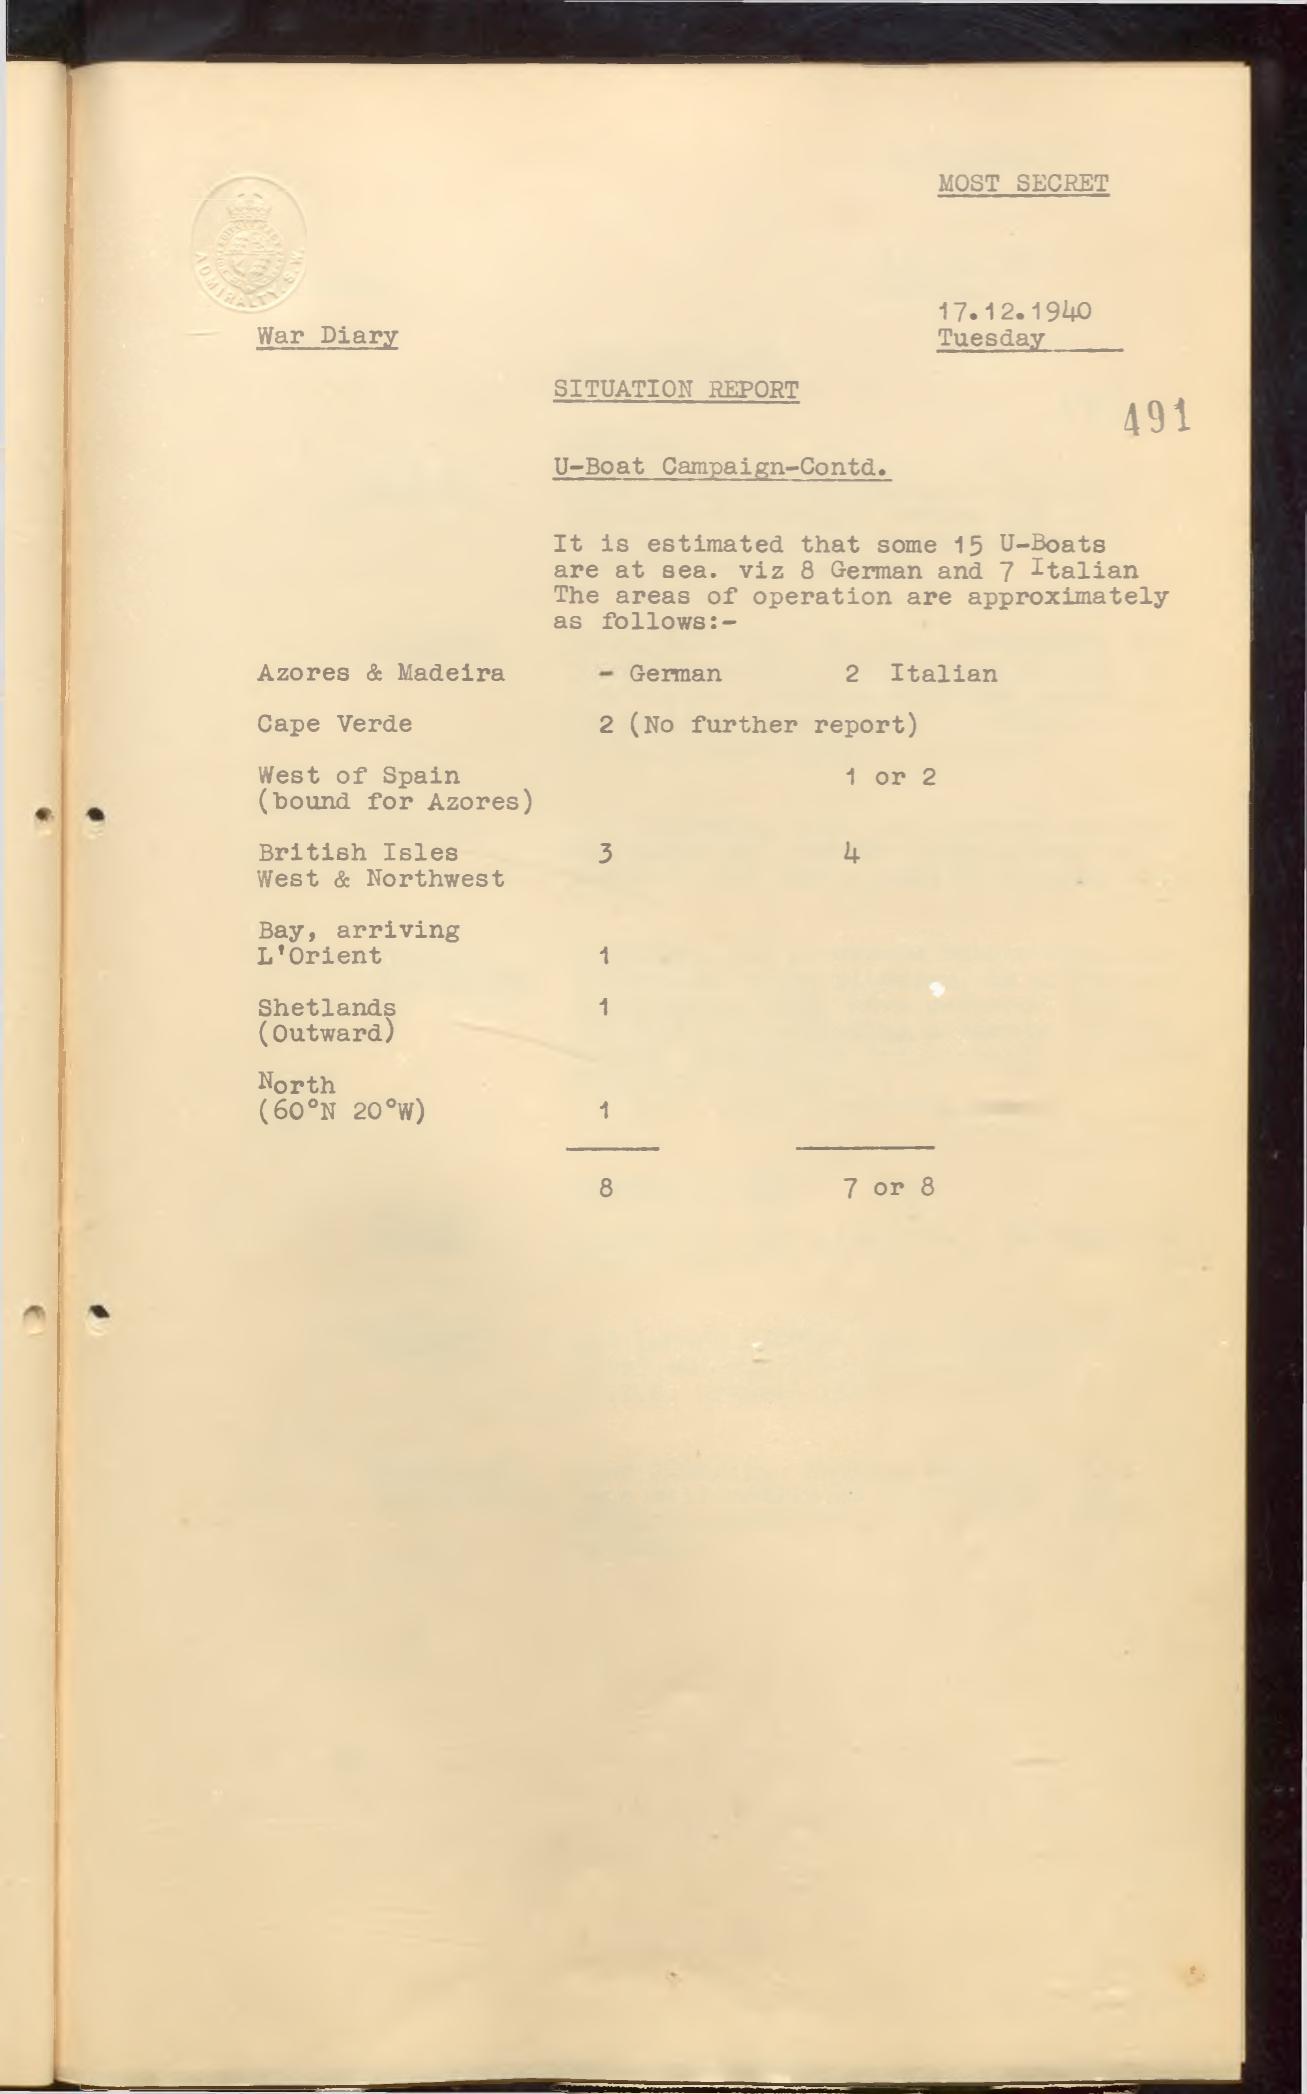 MOST SECRET
ADMIRALTY. S.W.
17.12.1940
War Diary
Tuesday
SITUATION REPORT
491
U-Boat Campaign-Contd.
It is estimated that some 15 U-Boats
are at sea. viz 8 German and 7 Italian
The areas of operation are approximately
as follows:-
Azores & Madeira - German 2 Italian
Cape Verde 2 (No further report)
West of Spain 1 or 2
(bound for Azores)
British Isles 3 4
West & Northwest
Bay, arriving
L'Orient 1
Shetlands 1
(Outward)
North
(60°N 20°W) 1
8 7 or 8